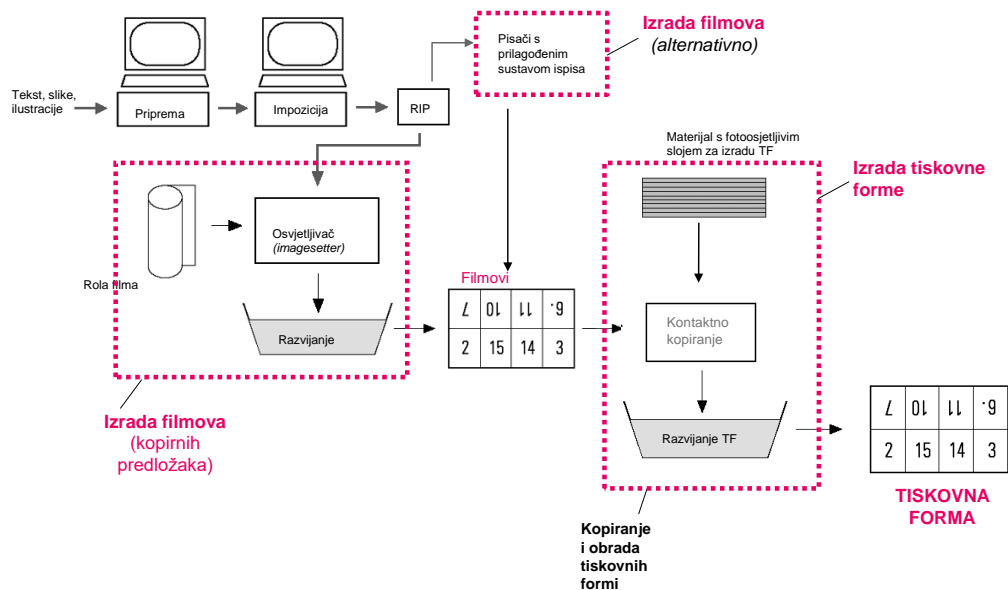 Izrada filmova
(alternativno)
Pisači s
prilagođenim
sustavom ispisa
Tekst, slike,
ilustracije
Priprema
Impozicija
RIP
Materijal s fotoosjetljivim
slojem za izradu TF
Izrada tiskovne
forme
Osvjetljivač
(imagesetter)
Rola filma
Filmovi
7 10 11 6.
2 15 14 3
Razvijanje
Kontaktno
kopiranje
Izrada filmova
(kopirnih
predložaka)
Razvijanje TF
7 10 11 6.
2 15 14 3
TISKOVNA
FORMA
Kopiranje
i obrada
tiskovnih
formi